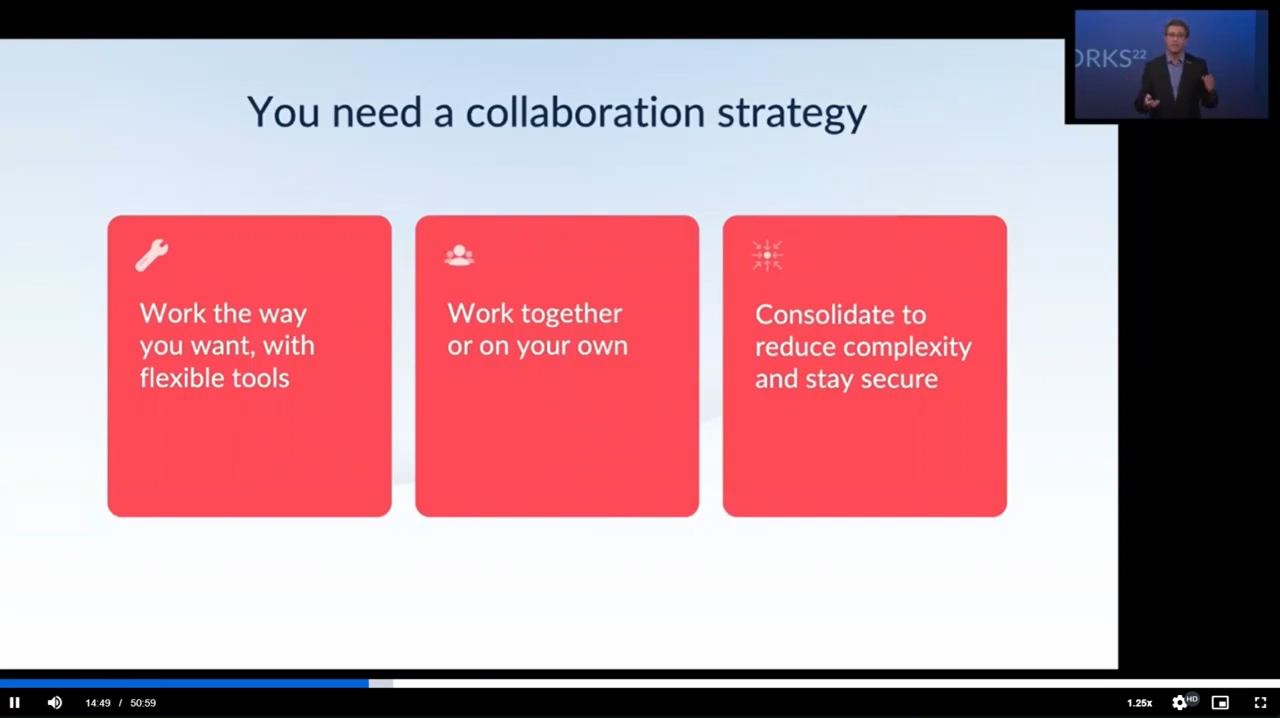 You need a collaboration strategy
ORKS22
Work the way
you want, with
flexible tools
Work together
or on your own
Consolidate to
reduce complexity
and stay secure
14:49 / 50:59
1.25x
HD